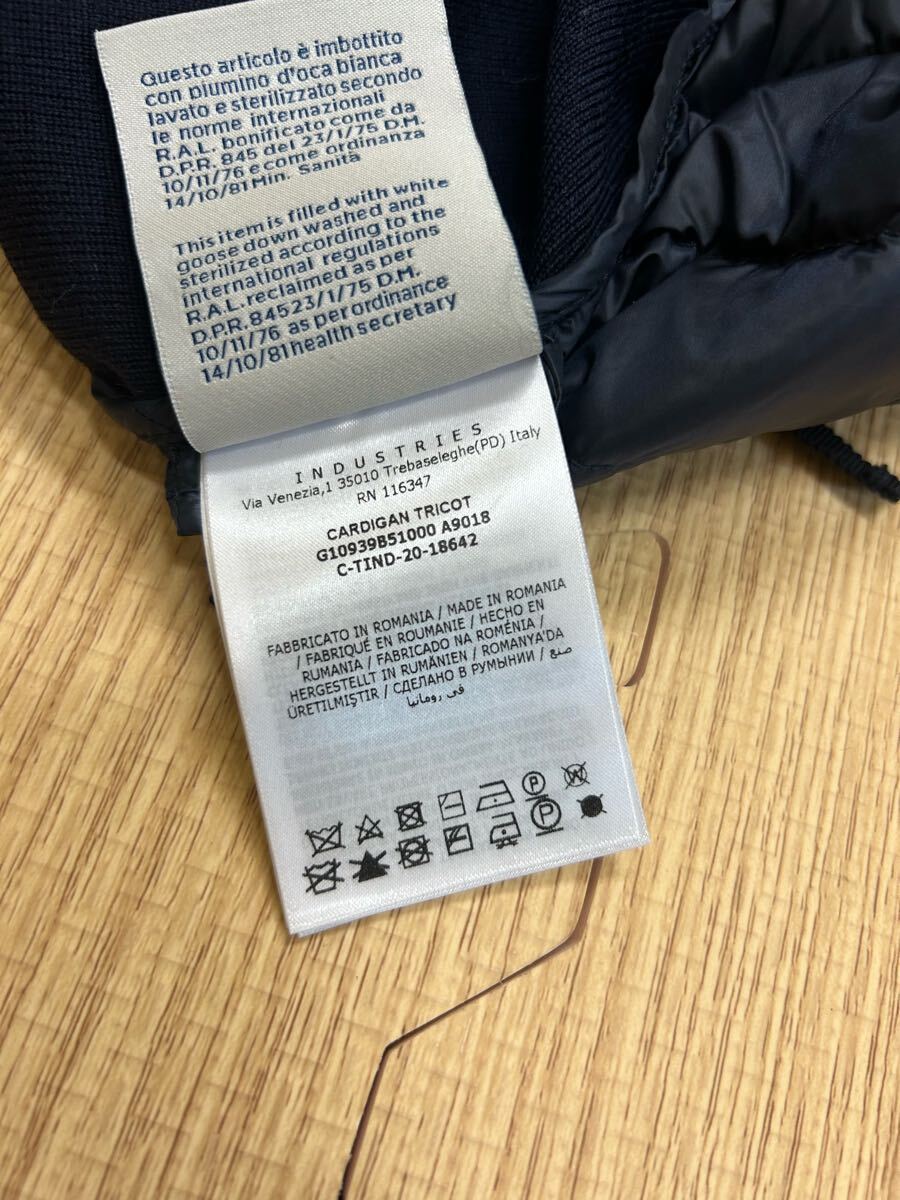 Questo articolo è imbottito
con piumino d'oca bianca
lavato e sterilizzato secondo
le norme internazionali
R.A.L. bonificato come da
D.P.R. 845 del 23/1/75 D.M.
10/11/76 e come ordinanza
14/10/81 Min. Sanità
This item is filled with white
goose down washed and
sterilized according to the
international regulations
R.A.L. reclaimed as per
D.P.R. 84523/1/75 D.M.
10/11/76 as per ordinance
14/10/81 health secretary
INDUSTRIES
Via Venezia,1 35010 Trebaseleghe(PD) Italy
RN 116347
CARDIGAN TRICOT
G10939B51000 A9018
C-TIND-20-18642
FABBRICATO IN ROMANIA / MADE IN ROMANIA
/ FABRIQUÉ EN ROUMANIE / HECHO EN
RUMANIA / FABRICADO NA ROMÉNIA /
HERGESTELLT IN RUMÄNIEN / ROMANYA'DA
ÜRETILMIŞTIR / СДЕЛАНО В РУМЫНИИ / صنع
في رومانيا
P W
P